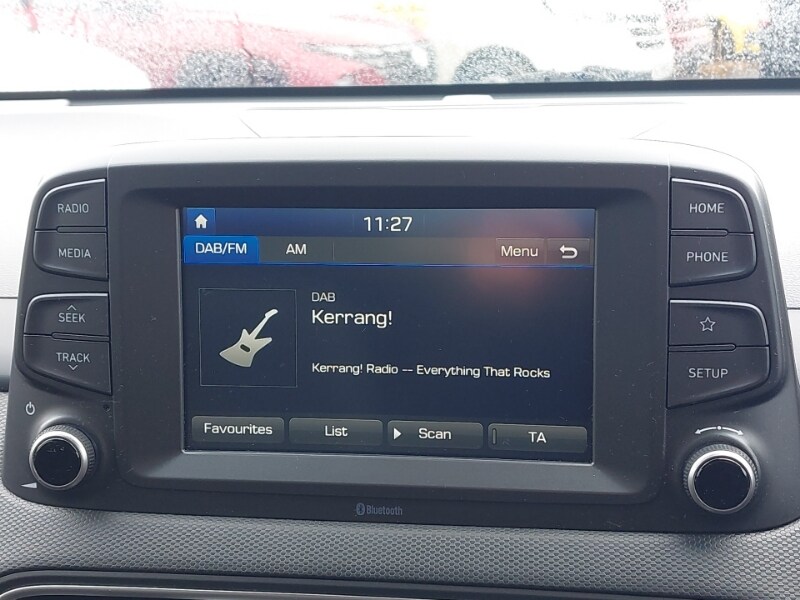 RADIO
MEDIA
SEEK
TRACK
11:27
DAB/FM AM Menu
DAB
Kerrang!
Kerrang! Radio -- Everything That Rocks
Favourites List Scan TA
HOME
PHONE
SETUP
Bluetooth